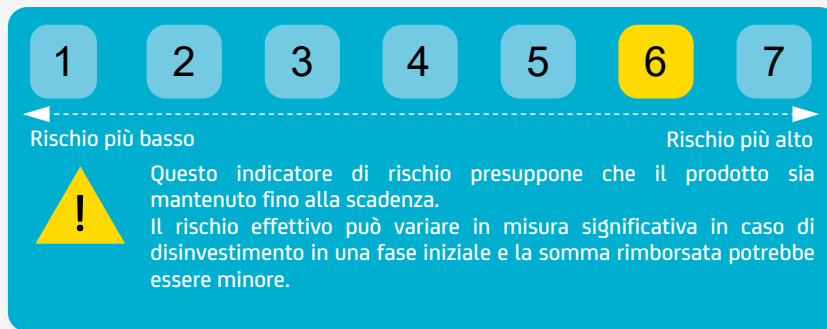 1 2 3 4 5 6 7
Rischio più basso Rischio più alto
Questo indicatore di rischio presuppone che il prodotto sia
mantenuto fino alla scadenza.
!
Il rischio effettivo può variare in misura significativa in caso di
disinvestimento in una fase iniziale e la somma rimborsata potrebbe
essere minore.